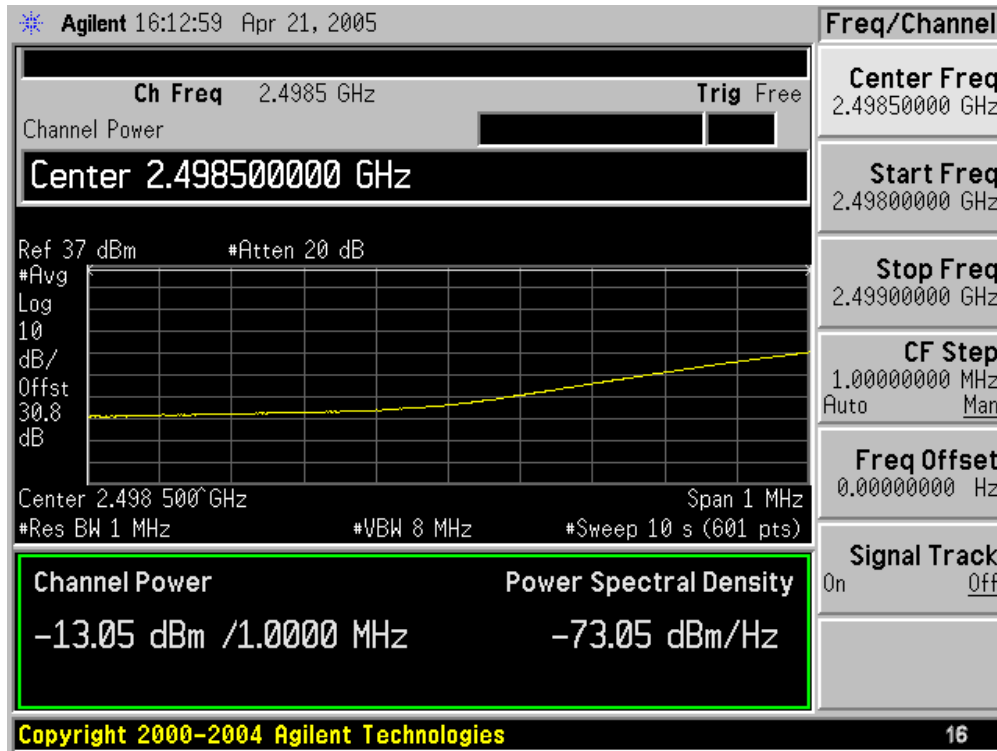 Agilent 16:12:59 Apr 21, 2005
Freq/Channel
Ch Freq 2.4985 GHz Trig Free
Channel Power
Center 2.498500000 GHz
Ref 37 dBm #Atten 20 dB
#Avg
Log
10
dB/
Offst
30.8
dB
Center 2.498 500 GHz Span 1 MHz
#Res BW 1 MHz #VBW 8 MHz #Sweep 10 s (601 pts)
Channel Power Power Spectral Density
-13.05 dBm /1.0000 MHz -73.05 dBm/Hz
Center Freq
2.49850000 GHz
Start Freq
2.49800000 GHz
Stop Freq
2.49900000 GHz
CF Step
1.00000000 MHz
Auto Man
Freq Offset
0.00000000 Hz
Signal Track
On Off
Copyright 2000-2004 Agilent Technologies 16